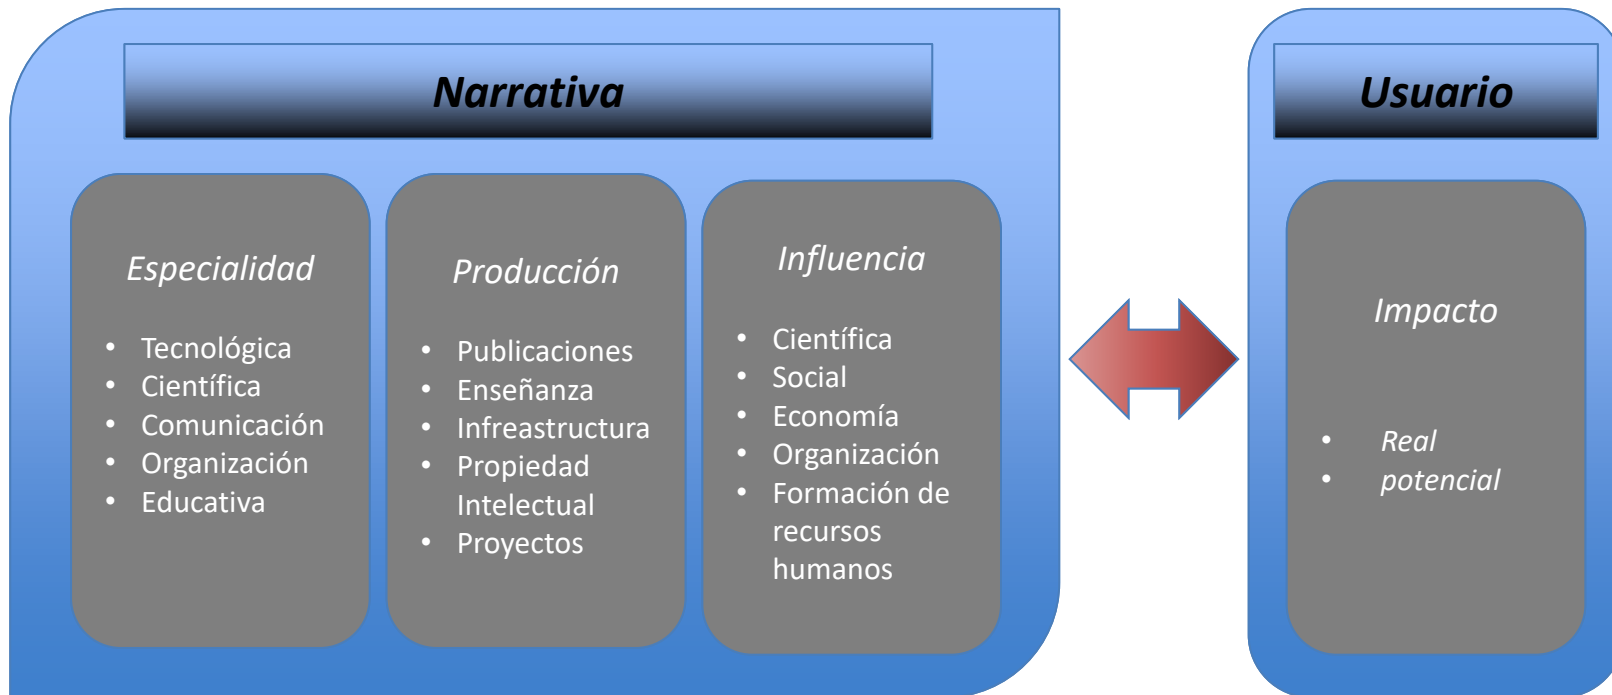 Narrativa
Especialidad
• Tecnológica
• Científica
• Comunicación
• Organización
• Educativa
Producción
• Publicaciones
• Enseñanza
• Infreastructura
• Propiedad
Intelectual
• Proyectos
Influencia
• Científica
• Social
• Economía
• Organización
• Formación de
recursos
humanos
Usuario
Impacto
• Real
• potencial